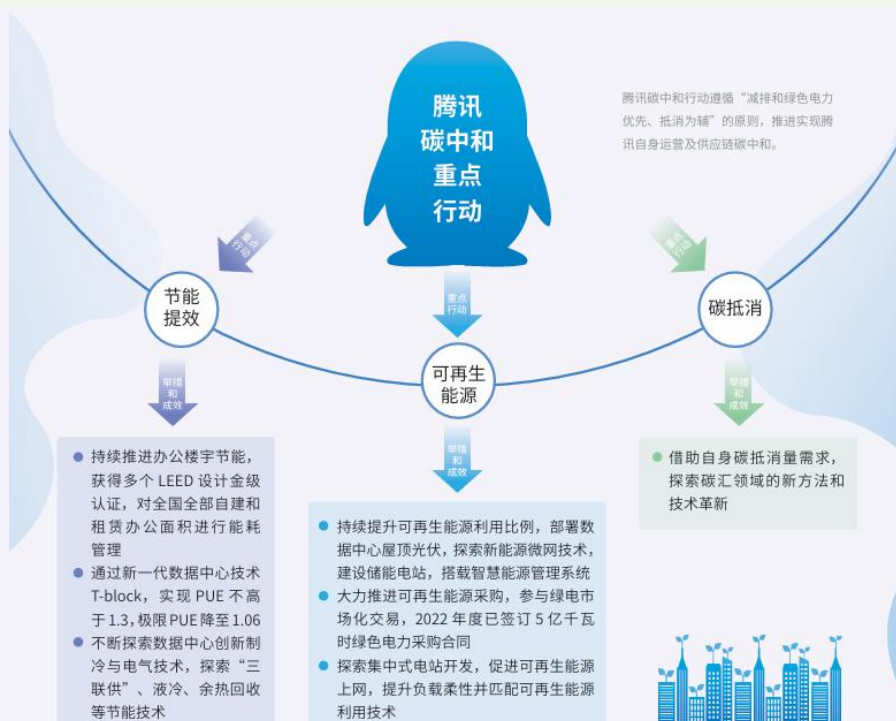 腾讯
碳中和
重点
行动
腾讯碳中和行动遵循“减排和绿色电力
优先、抵消为辅”的原则，推进实现腾
讯自身运营及供应链碳中和。
重点
行动
节能
提效
举措
和
成效
持续推进办公楼宇节能，
获得多个 LEED 设计金级
认证，对全国全部自建和
租赁办公面积进行能耗
管理
通过新一代数据中心技术
T-block，实现 PUE 不高
于1.3，极限PUE降至1.06
不断探索数据中心创新制
冷与电气技术，探索“三
联供”、液冷、余热回收
等节能技术
重点
行动
可再生
能源
举措
和
成效
持续提升可再生能源利用比例，部署数
据中心屋顶光伏，探索新能源微网技术，
建设储能电站，搭载智慧能源管理系统
大力推进可再生能源采购，参与绿电市
场化交易，2022 年度已签订 5 亿千瓦
时绿色电力采购合同
探索集中式电站开发，促进可再生能源
上网，提升负载柔性并匹配可再生能源
利用技术
重点
行动
碳抵消
举措
和
成效
借助自身碳抵消量需求，
探索碳汇领域的新方法和
技术革新